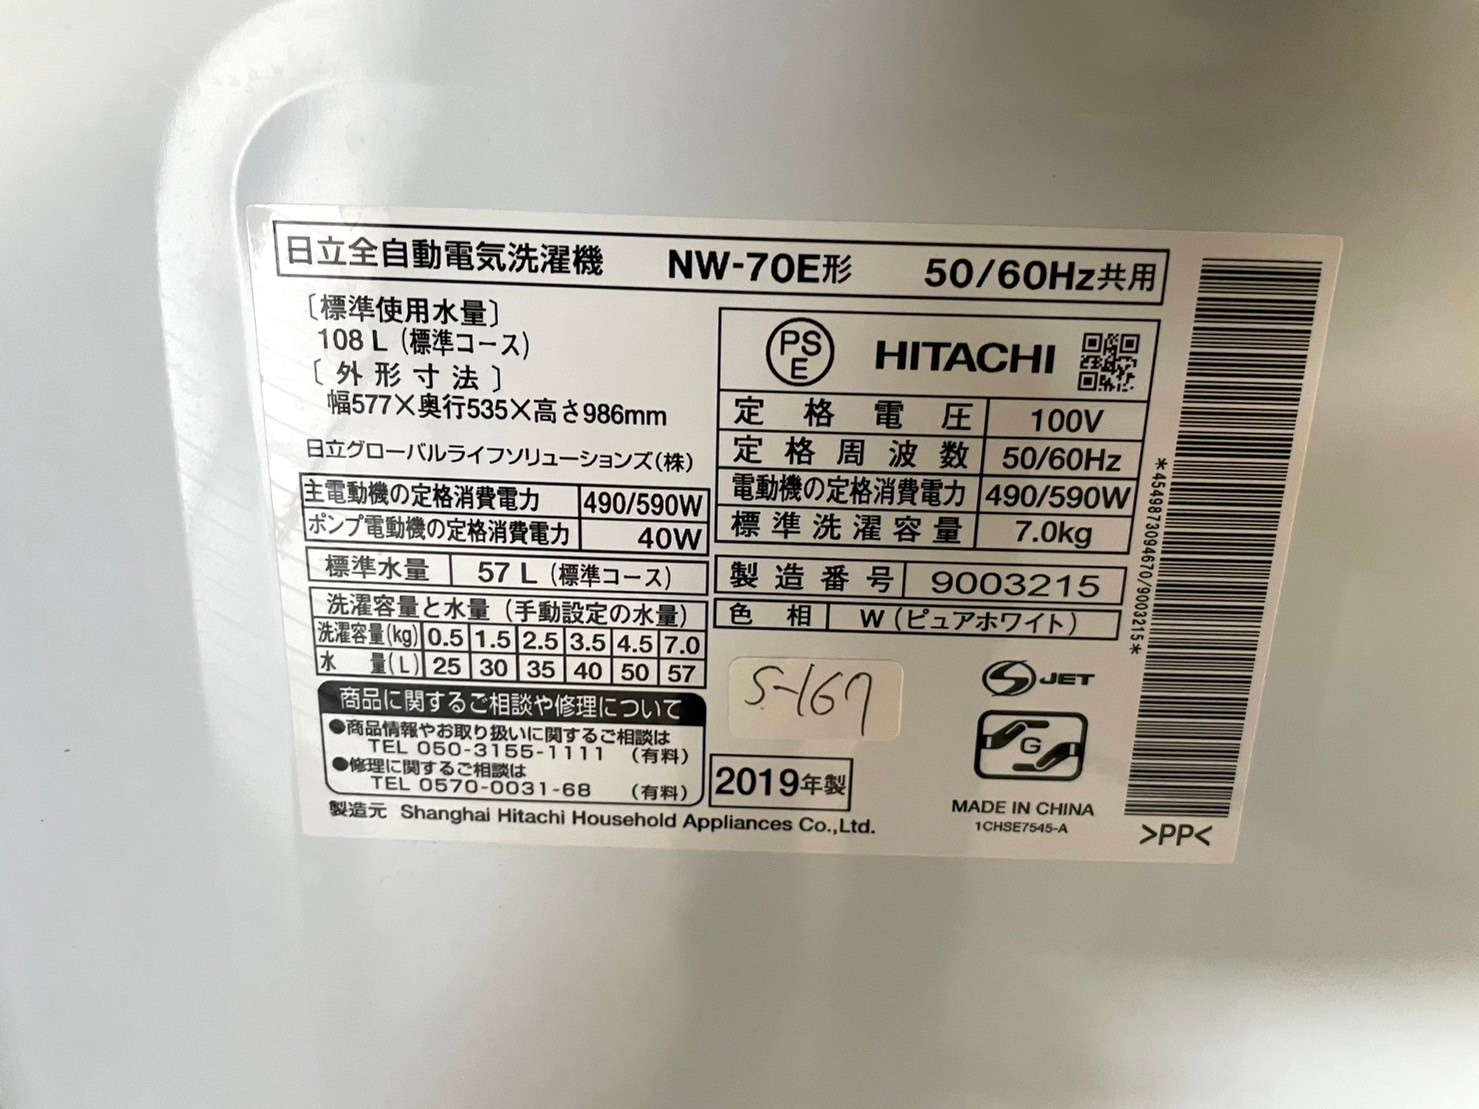 日立全自動電気洗濯機 NW-70E形 50/60Hz共用
〔標準使用水量〕
108 L (標準コース)
〔外形寸法〕
幅577×奥行535×高さ986mm
日立グローバルライフソリューションズ(株)
主電動機の定格消費電力 490/590W
ポンプ電動機の定格消費電力 40W
標準水量 57 L (標準コース)
洗濯容量と水量 (手動設定の水量)
洗濯容量(kg) 0.5 1.5 2.5 3.5 4.5 7.0
水量(L) 25 30 35 40 50 57
商品に関するご相談や修理について
●商品情報やお取り扱いに関するご相談は
TEL 050-3155-1111 (有料)
●修理に関するご相談は
TEL 0570-0031-68 (有料)
製造元 Shanghai Hitachi Household Appliances Co.,Ltd.
PS
E
HITACHI
定格電圧 100V
定格周波数 50/60Hz
電動機の定格消費電力 490/590W
標準洗濯容量 7.0kg
製造番号 9003215
色相 W (ピュアホワイト)
S-167
2019年製
S JET
G
MADE IN CHINA
1CHSE7545-A
*4549873094670/9003215*
>PP<